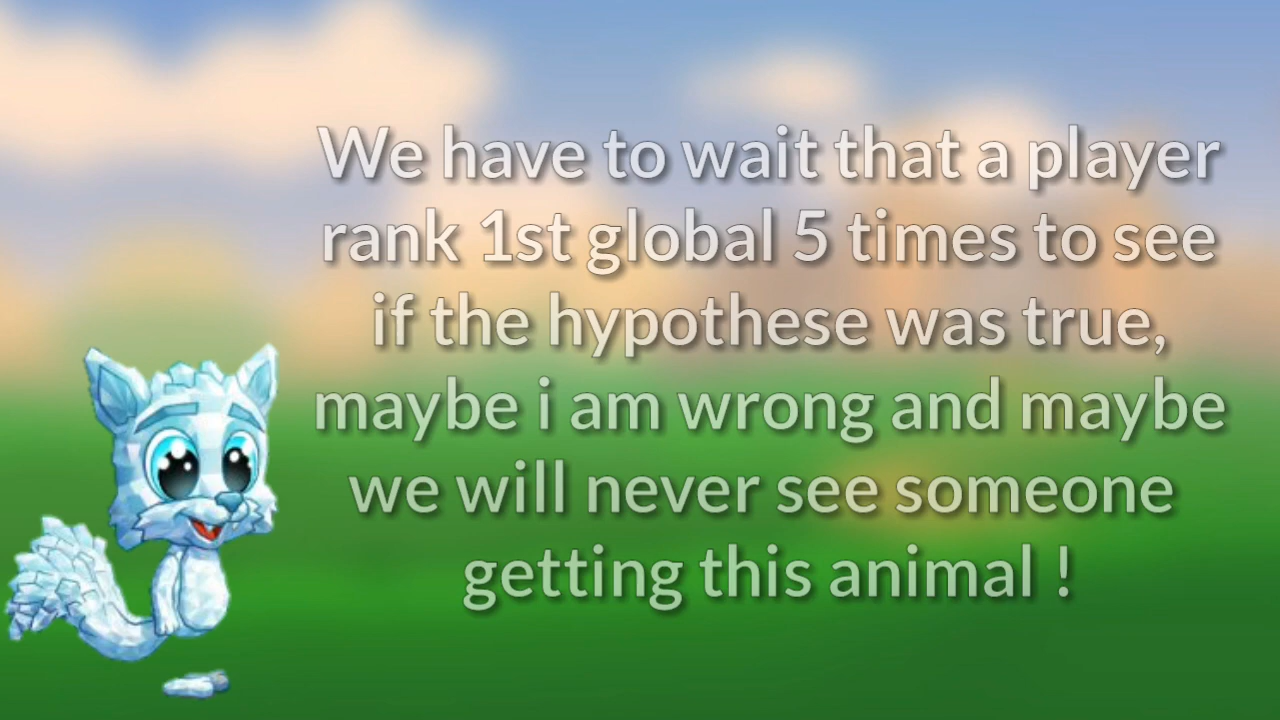 We have to wait that a player
rank 1st global 5 times to see
if the hypothese was true,
maybe i am wrong and maybe
we will never see someone
getting this animal !